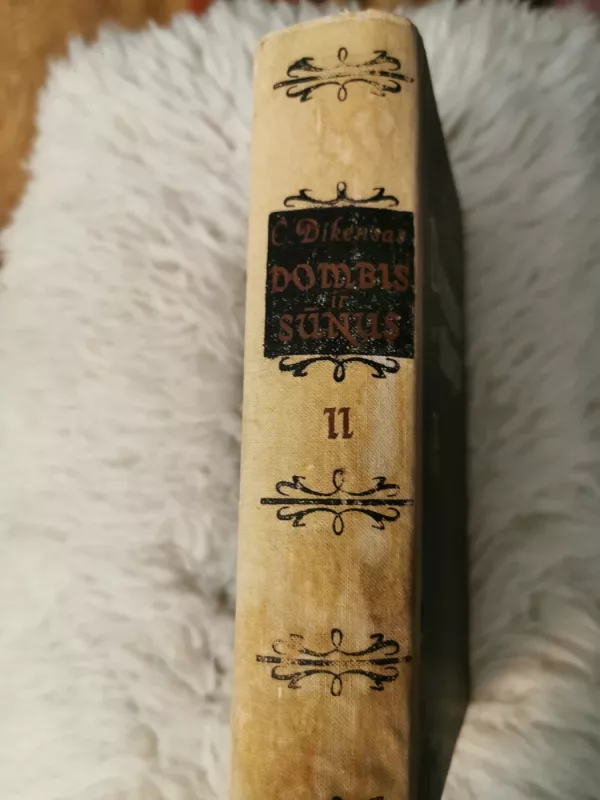 Č. Dikensas
DOMBIS
ir
SŪNUS
II